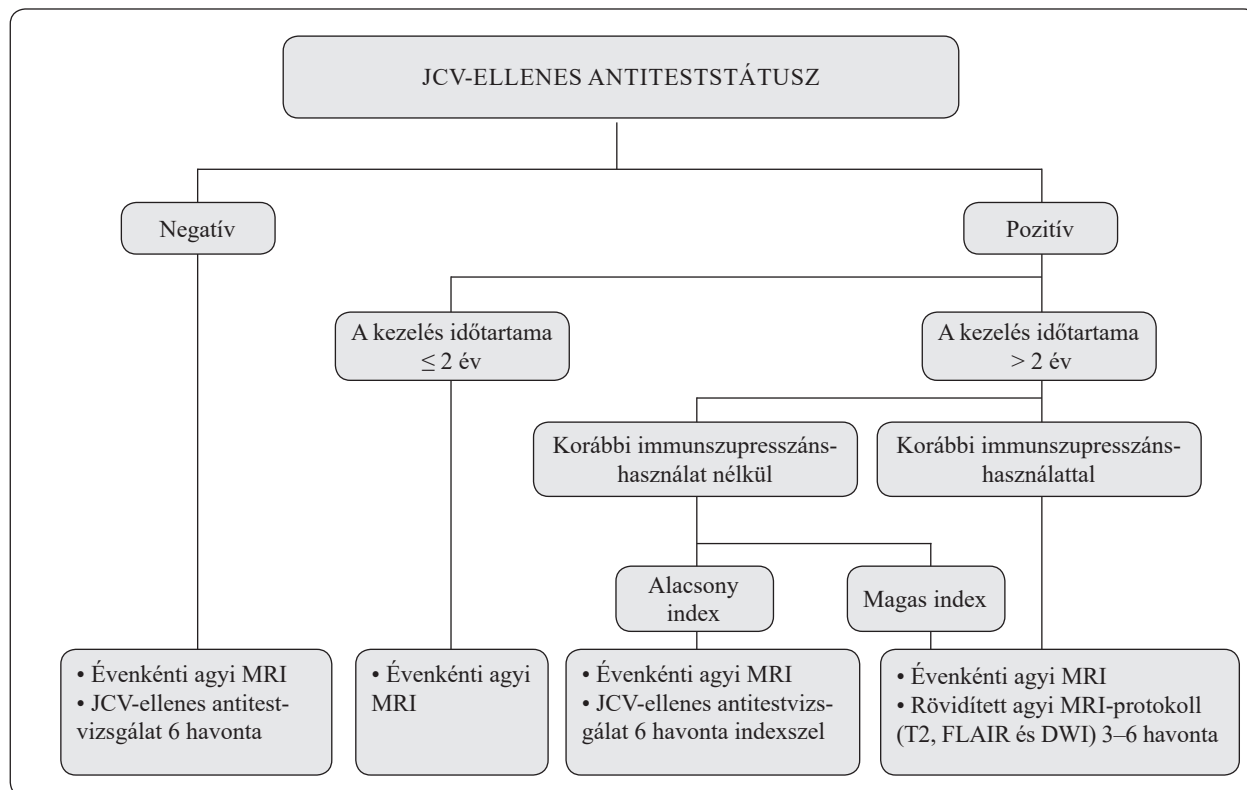 JCV-ELLENES ANTITESTSTÁTUSZ
Negatív
Pozitív
A kezelés időtartama
≤ 2 év
A kezelés időtartama
> 2 év
Korábbi immunszupresszáns-
használat nélkül
Korábbi immunszupresszáns-
használattal
Alacsony
index
Magas index
• Évenkénti agyi MRI
• JCV-ellenes antitest-
vizsgálat 6 havonta
• Évenkénti agyi
MRI
• Évenkénti agyi MRI
• JCV-ellenes antitestvizs-
gálat 6 havonta indexszel
• Évenkénti agyi MRI
• Rövidített agyi MRI-protokoll
(T2, FLAIR és DWI) 3–6 havonta